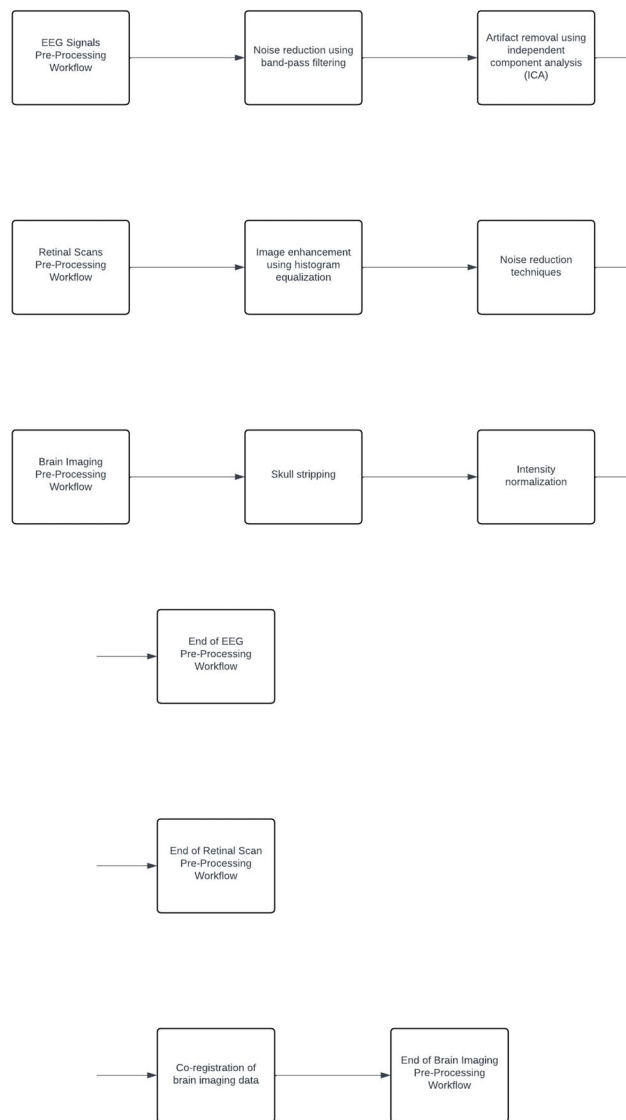 EEG Signals
Pre-Processing
Workflow
Noise reduction using
band-pass filtering
Artifact removal using
independent
component analysis
(ICA)
Retinal Scans
Pre-Processing
Workflow
Image enhancement
using histogram
equalization
Noise reduction
techniques
Brain Imaging
Pre-Processing
Workflow
Skull stripping
Intensity
normalization
End of EEG
Pre-Processing
Workflow
End of Retinal Scan
Pre-Processing
Workflow
Co-registration of
brain imaging data
End of Brain Imaging
Pre-Processing
Workflow